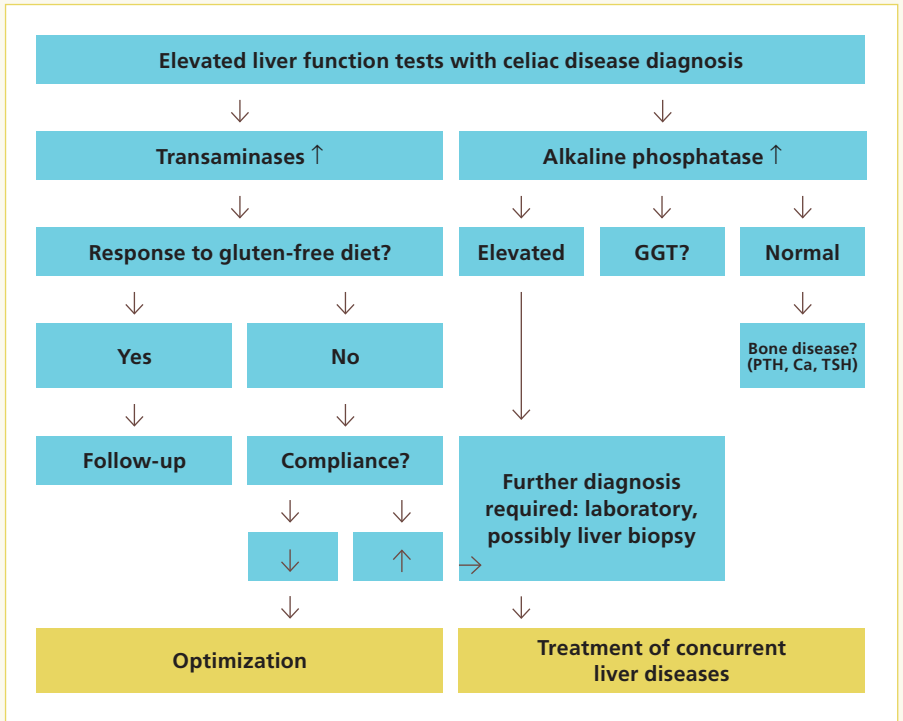 Elevated liver function tests with celiac disease diagnosis
Transaminases ↑
Alkaline phosphatase ↑
Response to gluten-free diet?
Elevated
GGT?
Normal
Yes
No
Bone disease?
(PTH, Ca, TSH)
Follow-up
Compliance?
Further diagnosis
required: laboratory,
possibly liver biopsy
↓
↑
Optimization
Treatment of concurrent
liver diseases